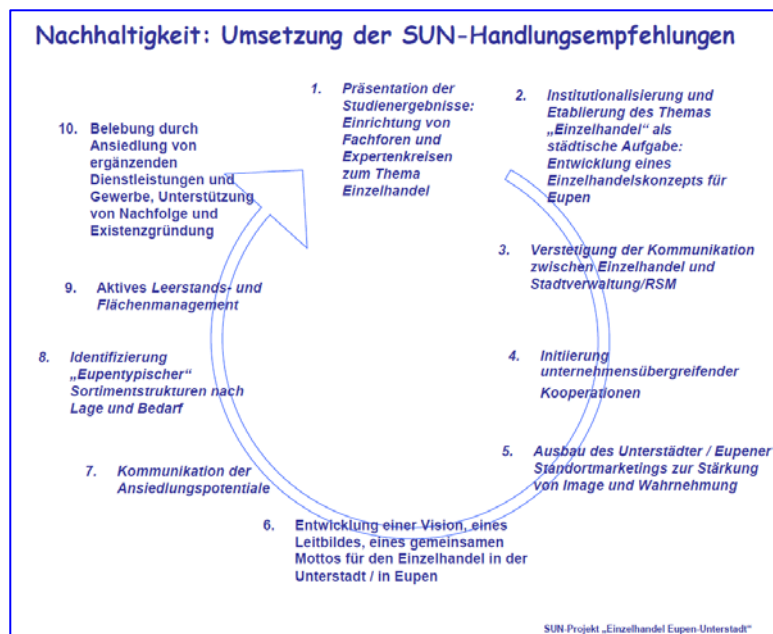 Nachhaltigkeit: Umsetzung der SUN-Handlungsempfehlungen
1. Präsentation der
Studienergebnisse:
Einrichtung von
Fachforen und
Expertenkreisen
zum Thema
Einzelhandel
2. Institutionalisierung und
Etablierung des Themas
„Einzelhandel" als
städtische Aufgabe:
Entwicklung eines
Einzelhandelskonzepts für
Eupen
3. Verstetigung der Kommunikation
zwischen Einzelhandel und
Stadtverwaltung/RSM
4. Initiierung
unternehmensübergreifender
Kooperationen
5. Ausbau des Unterstädter / Eupener
Standortmarketings zur Stärkung
von Image und Wahrnehmung
6. Entwicklung einer Vision, eines
Leitbildes, eines gemeinsamen
Mottos für den Einzelhandel in der
Unterstadt / in Eupen
7. Kommunikation der
Ansiedlungspotentiale
8. Identifizierung
„Eupentypischer"
Sortimentstrukturen nach
Lage und Bedarf
9. Aktives Leerstands- und
Flächenmanagement
10. Belebung durch
Ansiedlung von
ergänzenden
Dienstleistungen und
Gewerbe, Unterstützung
von Nachfolge und
Existenzgründung
SUN-Projekt „Einzelhandel Eupen-Unterstadt"